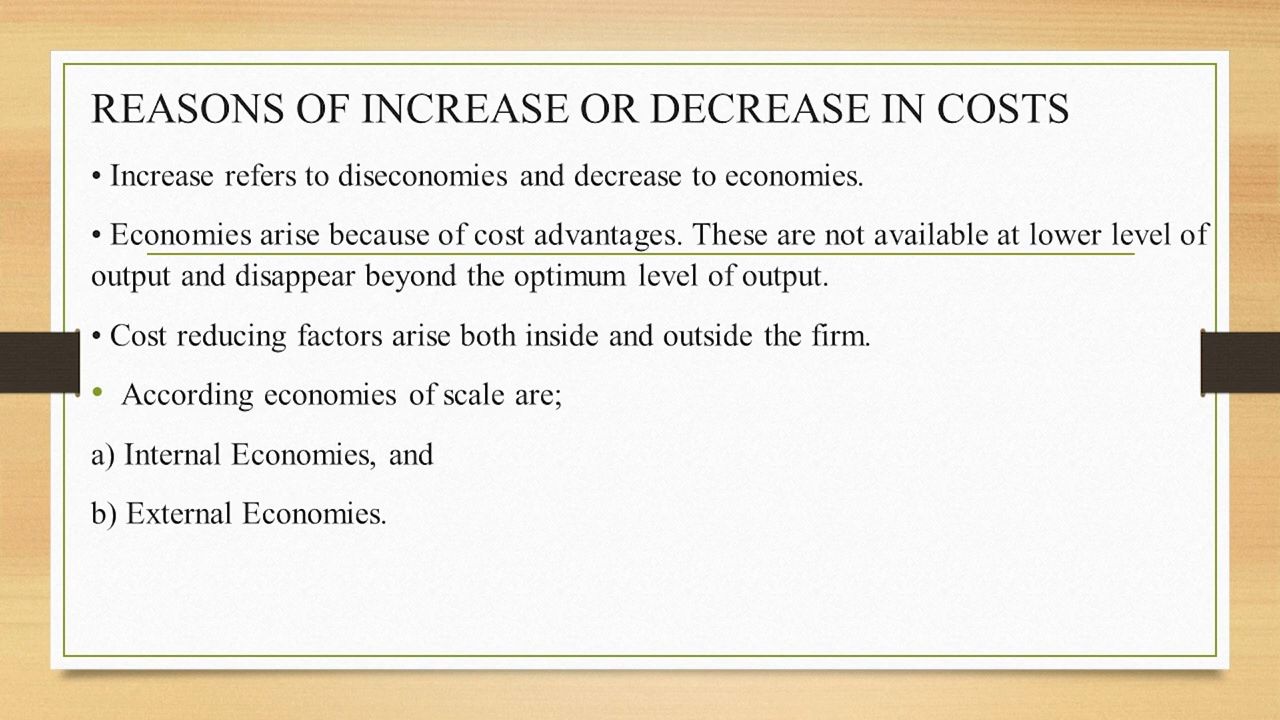 REASONS OF INCREASE OR DECREASE IN COSTS
• Increase refers to diseconomies and decrease to economies.
• Economies arise because of cost advantages. These are not available at lower level of
output and disappear beyond the optimum level of output.
• Cost reducing factors arise both inside and outside the firm.
• According economies of scale are;
a) Internal Economies, and
b) External Economies.